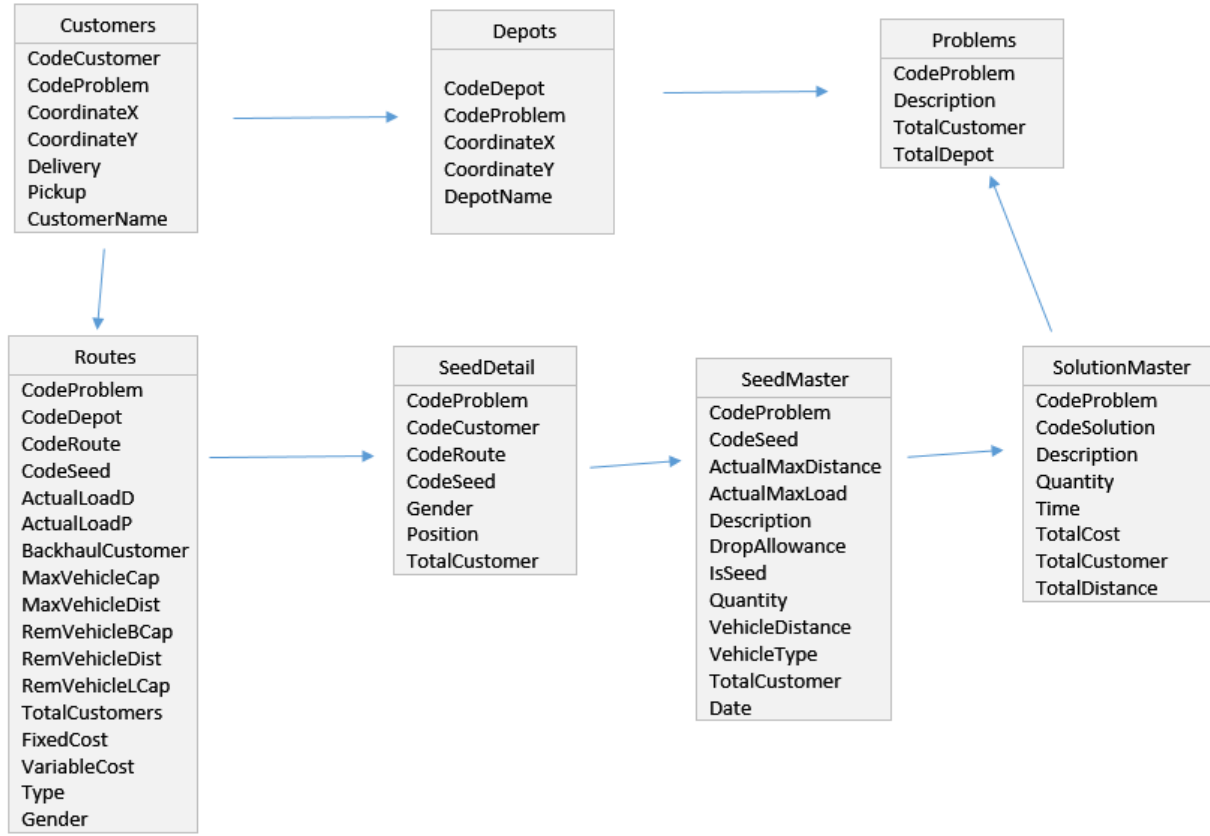 Customers
CodeCustomer
CodeProblem
CoordinateX
CoordinateY
Delivery
Pickup
CustomerName
Depots
CodeDepot
CodeProblem
CoordinateX
CoordinateY
DepotName
Problems
CodeProblem
Description
TotalCustomer
TotalDepot
Routes
CodeProblem
CodeDepot
CodeRoute
CodeSeed
ActualLoadD
ActualLoadP
BackhaulCustomer
MaxVehicleCap
MaxVehicleDist
RemVehicleBCap
RemVehicleDist
RemVehicleLCap
TotalCustomers
FixedCost
VariableCost
Type
Gender
SeedDetail
CodeProblem
CodeCustomer
CodeRoute
CodeSeed
Gender
Position
TotalCustomer
SeedMaster
CodeProblem
CodeSeed
ActualMaxDistance
ActualMaxLoad
Description
DropAllowance
IsSeed
Quantity
VehicleDistance
VehicleType
TotalCustomer
Date
SolutionMaster
CodeProblem
CodeSolution
Description
Quantity
Time
TotalCost
TotalCustomer
TotalDistance